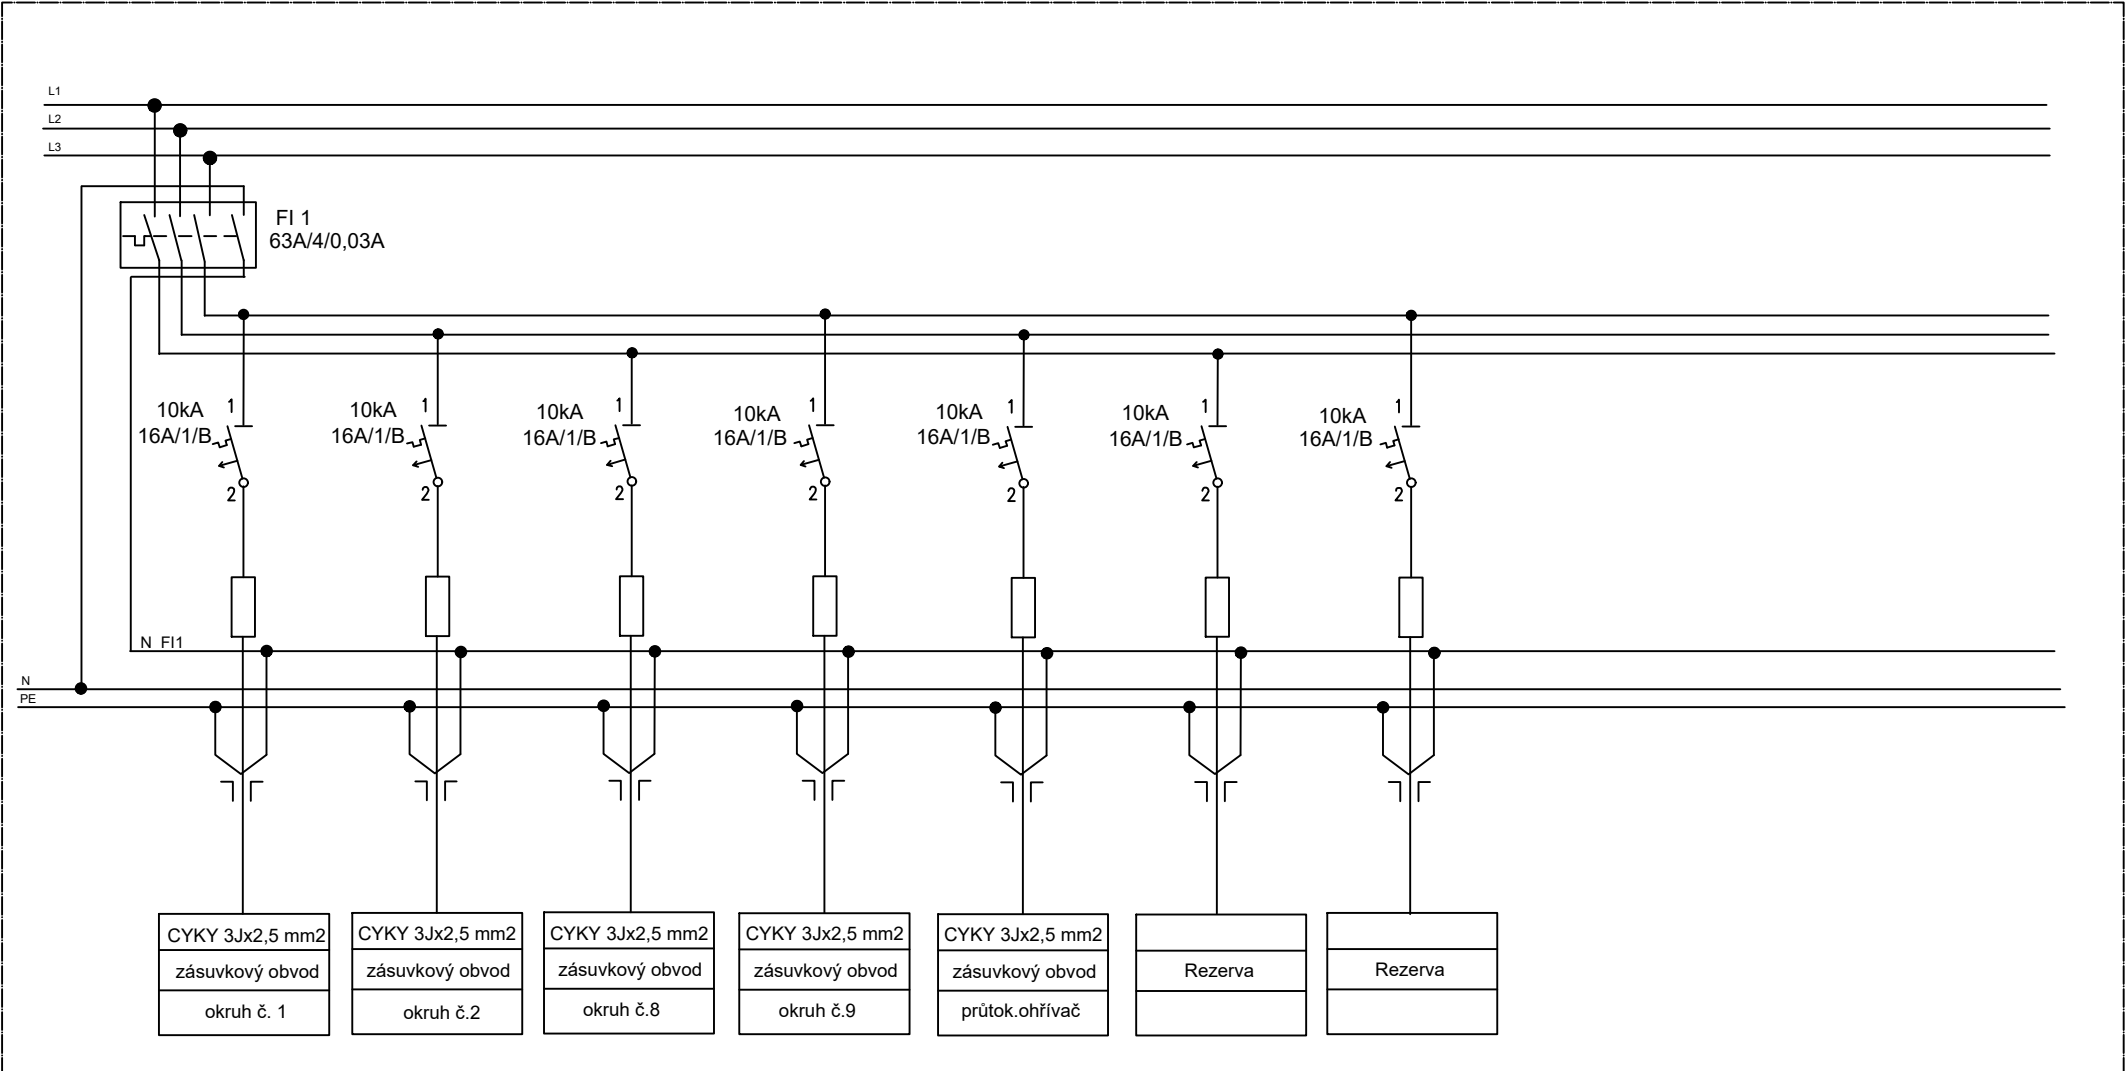 L1
L2
L3
FI 1
63A/4/0,03A
10kA 1
16A/1/B
2
10kA 1
16A/1/B
2
10kA 1
16A/1/B
2
10kA 1
16A/1/B
2
10kA 1
16A/1/B
2
10kA 1
16A/1/B
2
10kA 1
16A/1/B
2
N FI1
N
PE
CYKY 3Jx2,5 mm2
zásuvkový obvod
okruh č. 1
CYKY 3Jx2,5 mm2
zásuvkový obvod
okruh č.2
CYKY 3Jx2,5 mm2
zásuvkový obvod
okruh č.8
CYKY 3Jx2,5 mm2
zásuvkový obvod
okruh č.9
CYKY 3Jx2,5 mm2
zásuvkový obvod
průtok.ohřívač
Rezerva
Rezerva